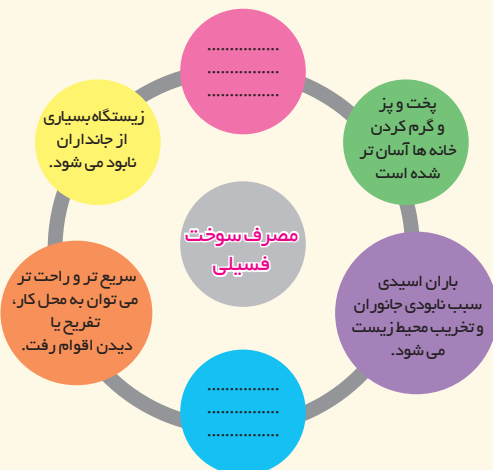 ................
................
................
پخت و پز
و گرم کردن
خانه ها آسان تر
شده است
زیستگاه بسیاری
از جانداران
نابود می شود.
مصرف سوخت
فسیلی
باران اسیدی
سبب نابودی جانوران
و تخریب محیط زیست
می شود.
سریع تر و راحت تر
می توان به محل کار،
تفریح یا
دیدن اقوام رفت.
................
................
................